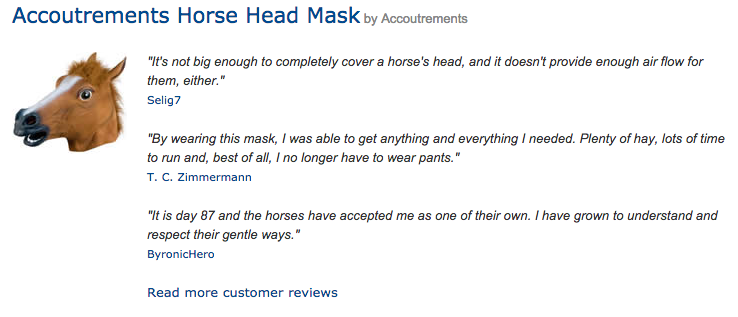 Accoutrements Horse Head Mask by Accoutrements
"It's not big enough to completely cover a horse's head, and it doesn't provide enough air flow for
them, either."
Selig7
"By wearing this mask, I was able to get anything and everything I needed. Plenty of hay, lots of time
to run and, best of all, I no longer have to wear pants."
T. C. Zimmermann
"It is day 87 and the horses have accepted me as one of their own. I have grown to understand and
respect their gentle ways."
ByronicHero
Read more customer reviews